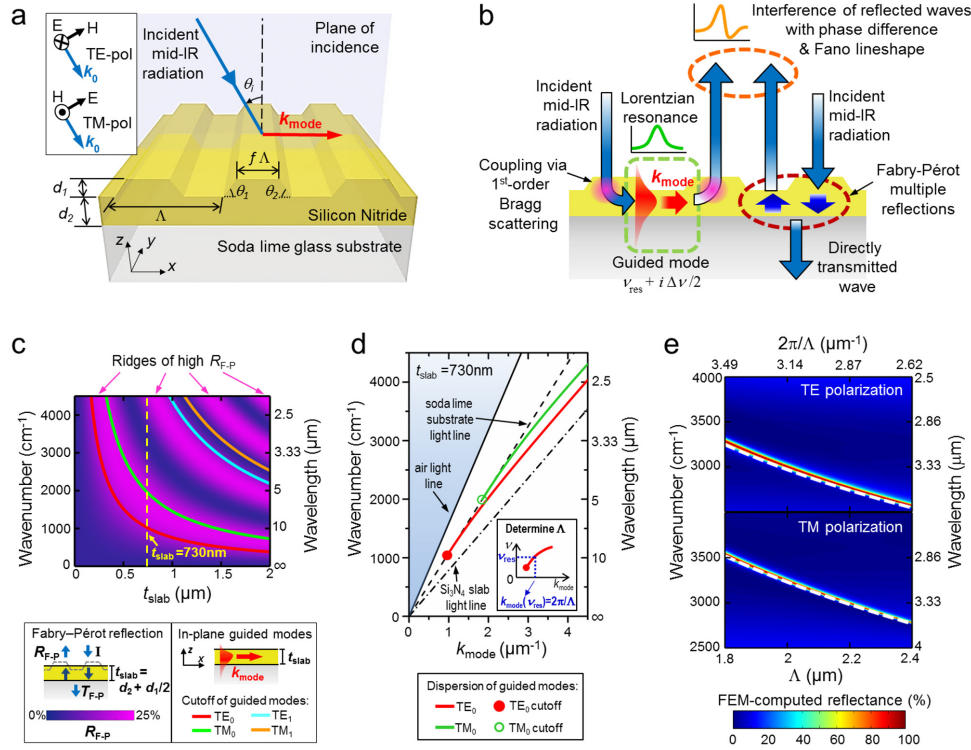 a
E
H
TE-pol
k0
H
E
TM-pol
k0
Incident
mid-IR
radiation
Plane of
incidence
θi
kmode
f Λ
d1
d2
θ1
θ2
Λ
Silicon Nitride
Soda lime glass substrate
z
y
x
b
Interference of reflected waves
with phase difference
& Fano lineshape
Incident
mid-IR
radiation
Lorentzian
resonance
Incident
mid-IR
radiation
Coupling via
1st-order
Bragg
scattering
kmode
Fabry-Pérot
multiple
reflections
Guided mode
νres + i Δν/2
Directly
transmitted
wave
c
Ridges of high RF-P
Wavenumber (cm-1)
4000
3000
2000
1000
0
2.5
3.33
5
10
∞
Wavelength (μm)
tslab=730nm
0
0.5
1
1.5
2
tslab (μm)
Fabry–Pérot reflection
RF-P
I
tslab=
d2 + d1/2
TF-P
0%
25%
RF-P
In-plane guided modes
z
x
tslab
kmode
Cutoff of guided modes:
TE0
TE1
TM0
TM1
d
tslab=730nm
soda lime
substrate
light line
air light
line
Si3N4 slab
light line
Wavenumber (cm-1)
4000
3000
2000
1000
0
2.5
3.33
5
10
∞
Wavelength (μm)
Determine Λ
ν
νres
0
kmode
kmode(νres)=2π/Λ
0
1
2
3
4
kmode (μm-1)
Dispersion of guided modes:
TE0
TE0 cutoff
TM0
TM0 cutoff
e
2π/Λ (μm-1)
3.49
3.14
2.87
2.62
TE polarization
TM polarization
Wavenumber (cm-1)
4000
3500
3000
3500
3000
2500
2.5
2.86
3.33
2.86
3.33
4
Wavelength (μm)
1.8
2
2.2
2.4
Λ (μm)
FEM-computed reflectance (%)
0
20
40
60
80
100